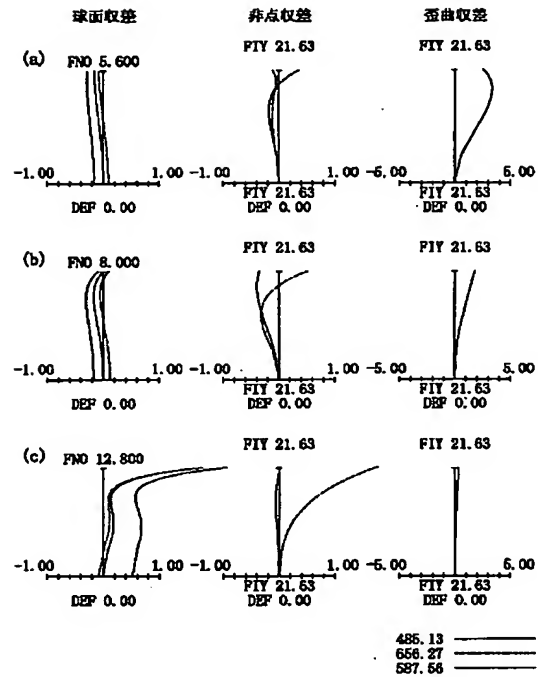 球面収差 非点収差 歪曲収差
(a) FNO 5.600 FIY 21.63 FIY 21.63
-1.00 1.00 -1.00 1.00 -5.00 5.00
DEF 0.00 FIY 21.63 DEF 0.00 FIY 21.63 DEF 0.00
(b) FNO 8.000 FIY 21.63 FIY 21.63
-1.00 1.00 -1.00 1.00 -5.00 5.00
DEF 0.00 FIY 21.63 DEF 0.00 FIY 21.63 DEF 0.00
(c) FNO 12.800 FIY 21.63 FIY 21.63
-1.00 1.00 -1.00 1.00 -5.00 5.00
DEF 0.00 FIY 21.63 DEF 0.00 FIY 21.63 DEF 0.00
485.13
656.27
587.56